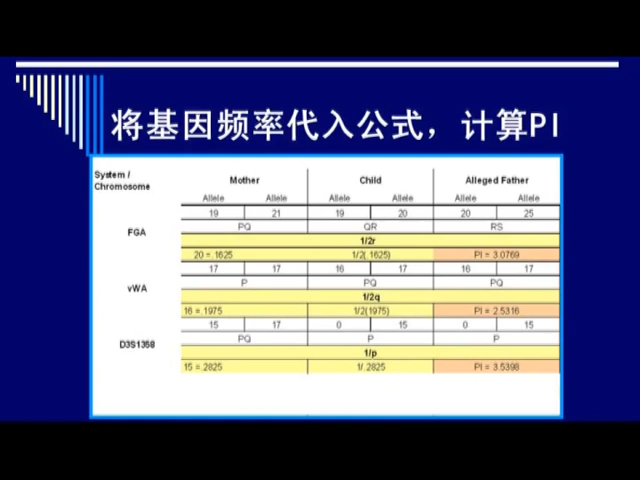 将基因频率代入公式，计算PI
System / Chromosome
Mother Child Alleged Father
Allele Allele Allele Allele Allele Allele
FGA
19 21 19 20 20 25
PQ QR RS
1/2r
20 = .1625 1/2(.1625) PI = 3.0769
vWA
17 17 16 17 16 17
P PQ PQ
1/2q
16 = .1975 1/2(1975) PI = 2.5316
D3S1358
15 17 0 15 0 15
PQ P P
1/p
15 = .2825 1/.2825 PI = 3.5398